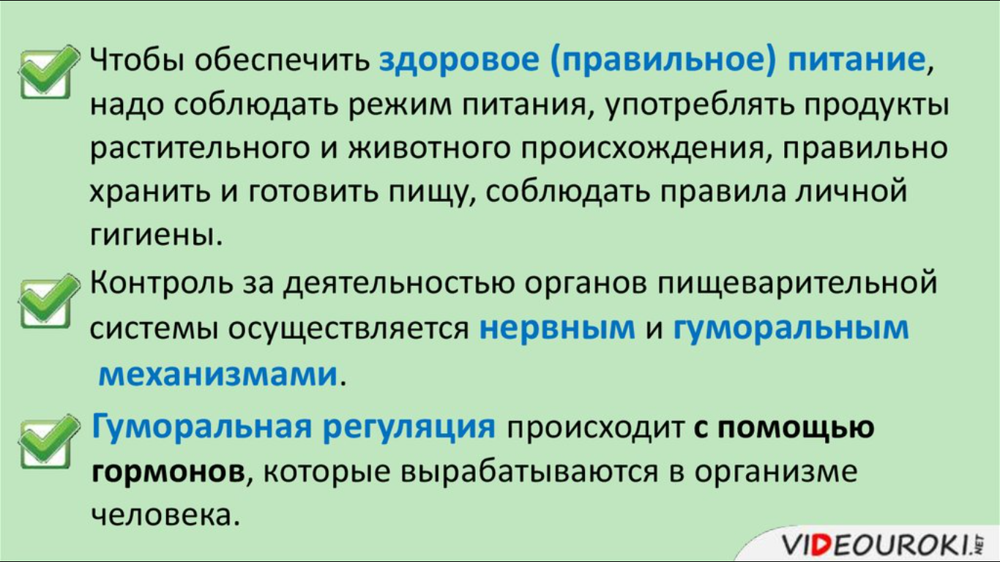 Чтобы обеспечить здоровое (правильное) питание,
надо соблюдать режим питания, употреблять продукты
растительного и животного происхождения, правильно
хранить и готовить пищу, соблюдать правила личной
гигиены.
Контроль за деятельностью органов пищеварительной
системы осуществляется нервным и гуморальным
механизмами.
Гуморальная регуляция происходит с помощью
гормонов, которые вырабатываются в организме
человека.
VIDEOUROKI.NET